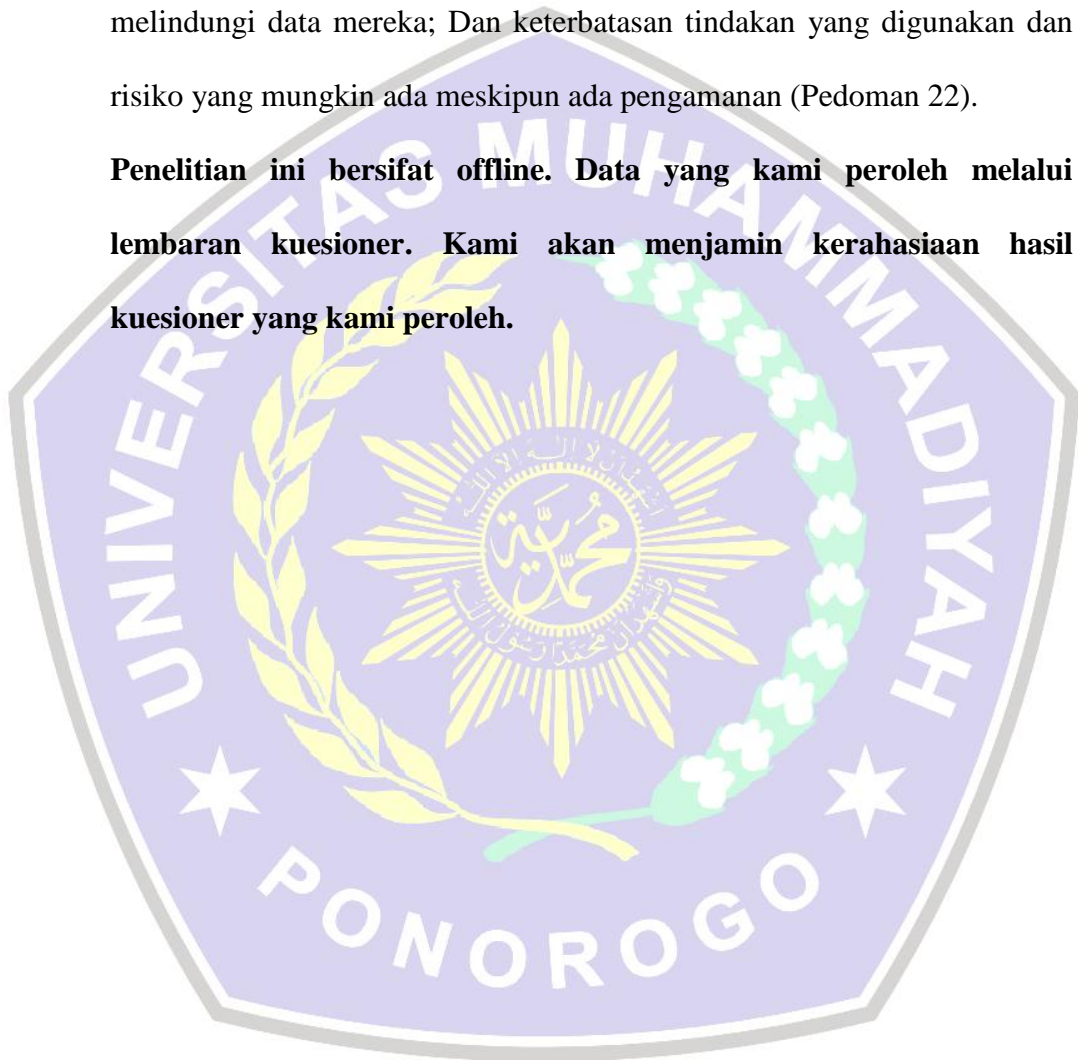 melindungi data mereka; Dan keterbatasan tindakan yang digunakan dan
risiko yang mungkin ada meskipun ada pengamanan (Pedoman 22).
Penelitian ini bersifat offline. Data yang kami peroleh melalui
lembaran kuesioner. Kami akan menjamin kerahasiaan hasil
kuesioner yang kami peroleh.
UNIVERSITAS MUHAMMADIYAH
PONOROGO